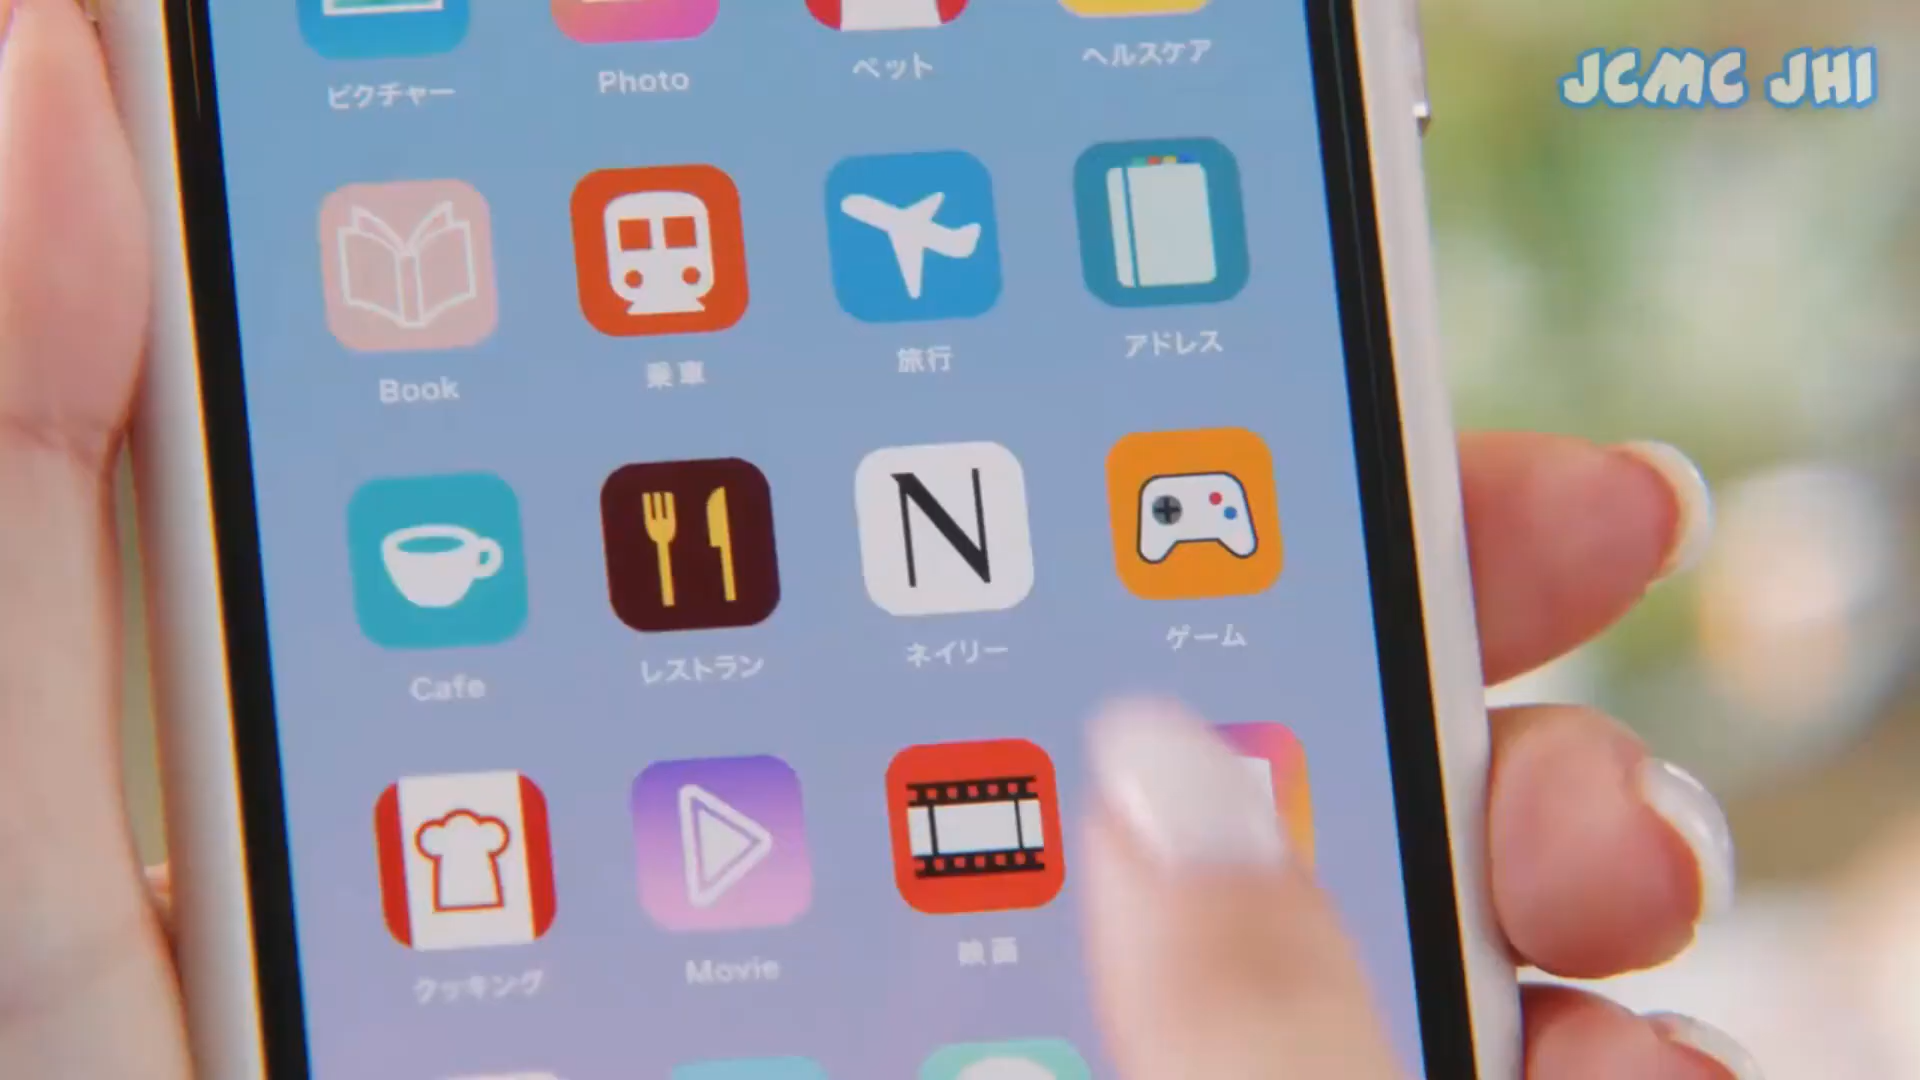 JCMC JHI
ピクチャー
Photo
ペット
ヘルスケア
Book
乗車
旅行
アドレス
Cafe
レストラン
N
ネイリー
ゲーム
クッキング
Movie
映画